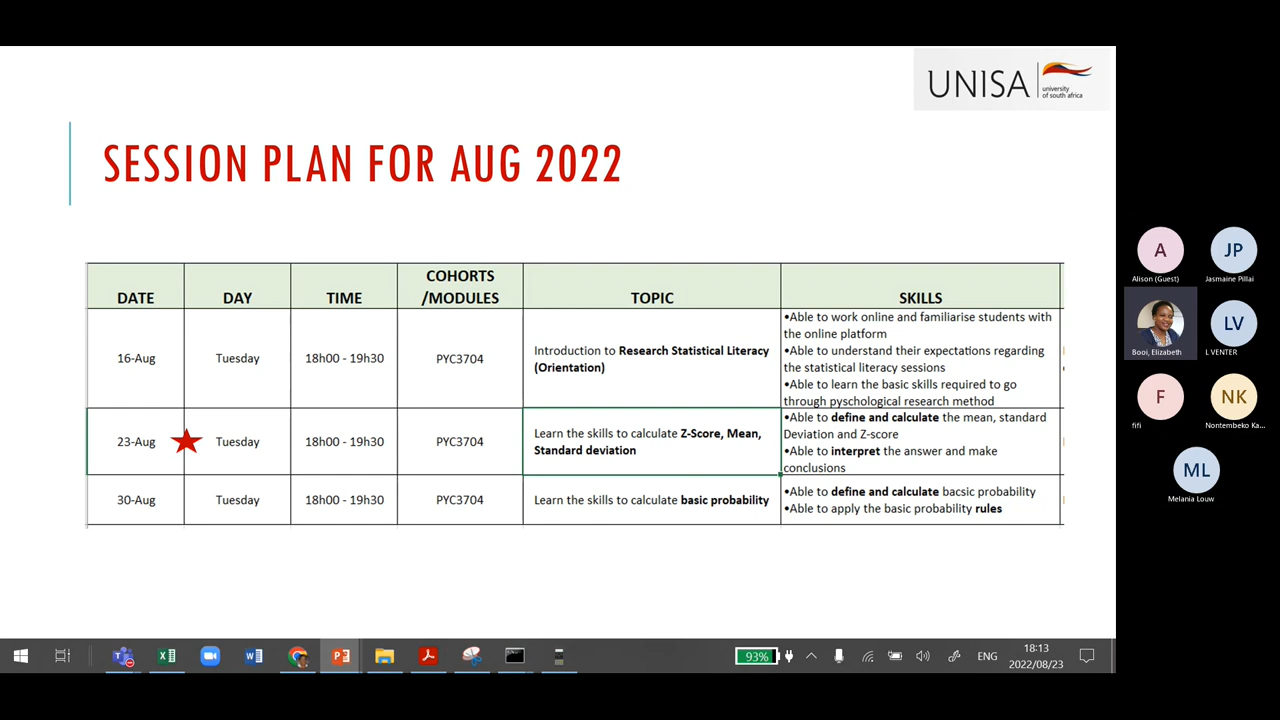 UNISA
university
of south africa
SESSION PLAN FOR AUG 2022
DATE DAY TIME COHORTS /MODULES TOPIC SKILLS
16-Aug Tuesday 18h00 - 19h30 PYC3704
Introduction to Research Statistical Literacy
(Orientation)
•Able to work online and familiarise students with
the online platform
•Able to understand their expectations regarding
the statistical literacy sessions
•Able to learn the basic skills required to go
through pyschological research method
23-Aug Tuesday 18h00 - 19h30 PYC3704
Learn the skills to calculate Z-Score, Mean,
Standard deviation
•Able to define and calculate the mean, standard
Deviation and Z-score
•Able to interpret the answer and make
conclusions
30-Aug Tuesday 18h00 - 19h30 PYC3704
Learn the skills to calculate basic probability
•Able to define and calculate bacsic probability
•Able to apply the basic probability rules
A
Alison (Guest)
JP
Jasmaine Pillai
Booi, Elizabeth
LV
L VENTER
F
fifi
NK
Nontembeko Ka...
ML
Melania Louw
93%
ENG
18:13
2022/08/23